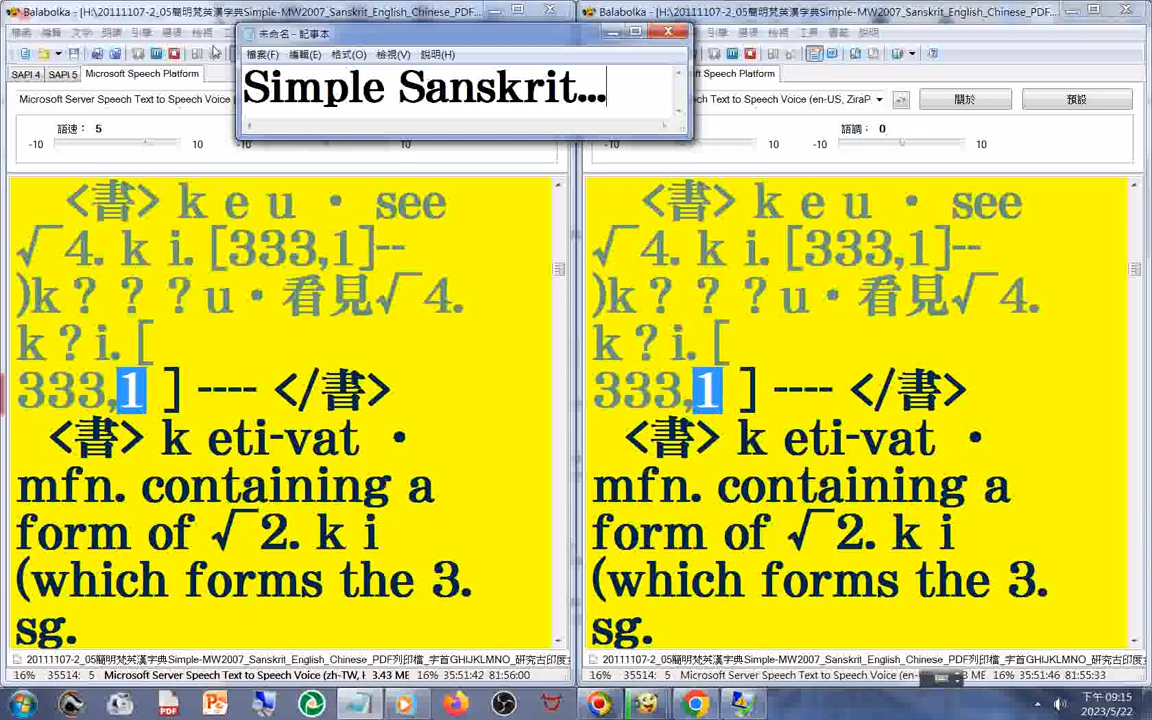 Balabolka - [H:\20111107-2_05簡明梵英漢字典Simple-MW2007_Sanskrit_English_Chinese_PDF...
Balabolka - [H:\20111107-2_05簡明梵英漢字典Simple-MW2007_Sanskrit_English_Chinese_PDF...
未命名 - 記事本
檔案(F) 編輯(E) 格式(O) 檢視(V) 說明(H)
Simple Sanskrit...
SAPI 4 SAPI 5 Microsoft Speech Platform
t Speech Platform
Microsoft Server Speech Text to Speech Voice
ch Text to Speech Voice (en-US, ZiraP
關於
預設
語速： 5
-10 10 10
語調： 0
-10 10
<書> k e u • see
√4. k i. [333,1]--
)k ? ? ? u • 看見√4.
k ? i. [
333,1 ] ---- </書>
<書> k eti-vat •
mfn. containing a
form of √2. k i
(which forms the 3.
sg.
<書> k e u • see
√4. k i. [333,1]--
)k ? ? ? u • 看見√4.
k ? i. [
333,1 ] ---- </書>
<書> k eti-vat •
mfn. containing a
form of √2. k i
(which forms the 3.
sg.
20111107-2_05簡明梵英漢字典Simple-MW2007_Sanskrit_English_Chinese_PDF列印檔_字首GHIJKLMNO_研究古印度
20111107-2_05簡明梵英漢字典Simple-MW2007_Sanskrit_English_Chinese_PDF列印檔_字首GHIJKLMNO_研究古印度
16% 35514: 5 Microsoft Server Speech Text to Speech Voice (zh-TW, H 3.43 ME 16% 35:51:42 81:56:00
16% 35514: 5 Microsoft Server Speech Text to Speech Voice 3 ME 16% 35:51:46 81:55:33
下午 09:15
2023/5/22